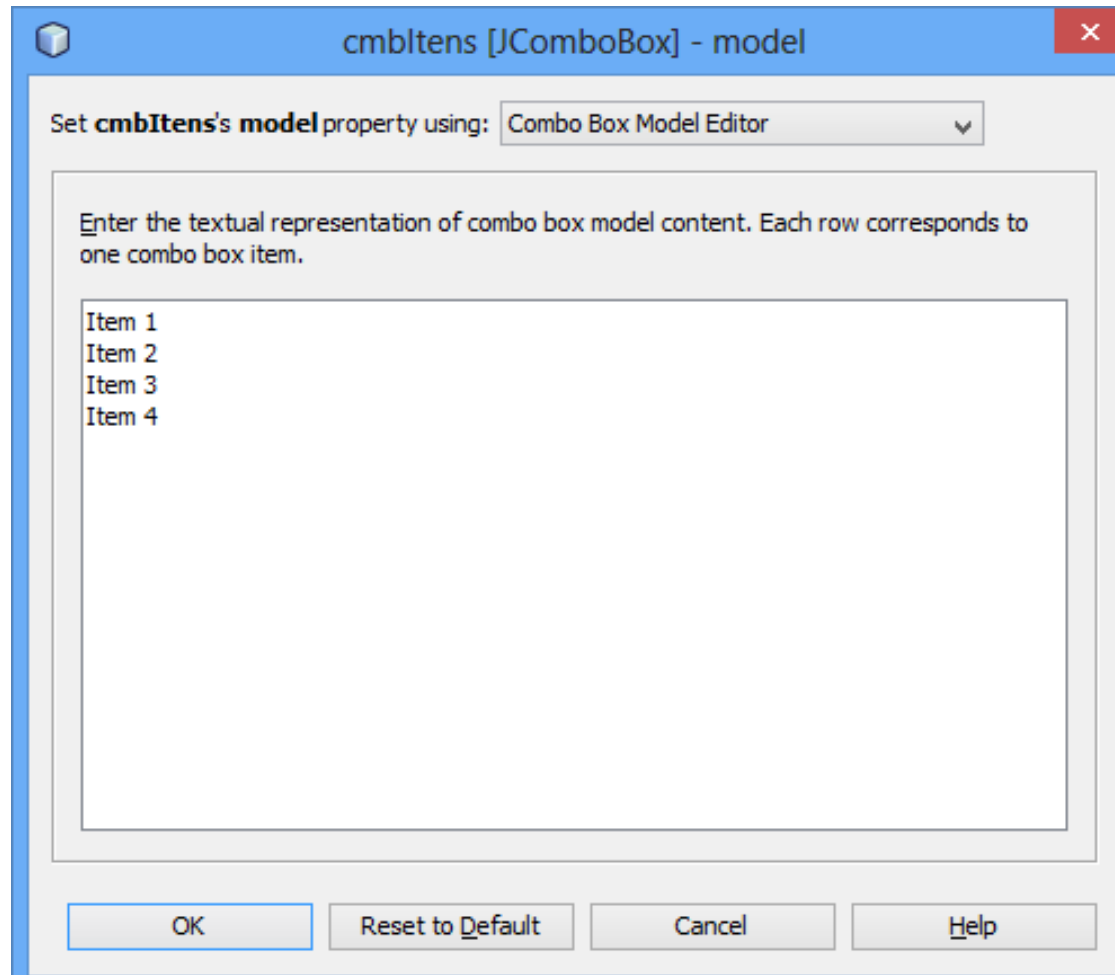 cmbItens [JComboBox] - model
Set cmbItens's model property using: Combo Box Model Editor
Enter the textual representation of combo box model content. Each row corresponds to
one combo box item.
Item 1
Item 2
Item 3
Item 4
OK Reset to Default Cancel Help